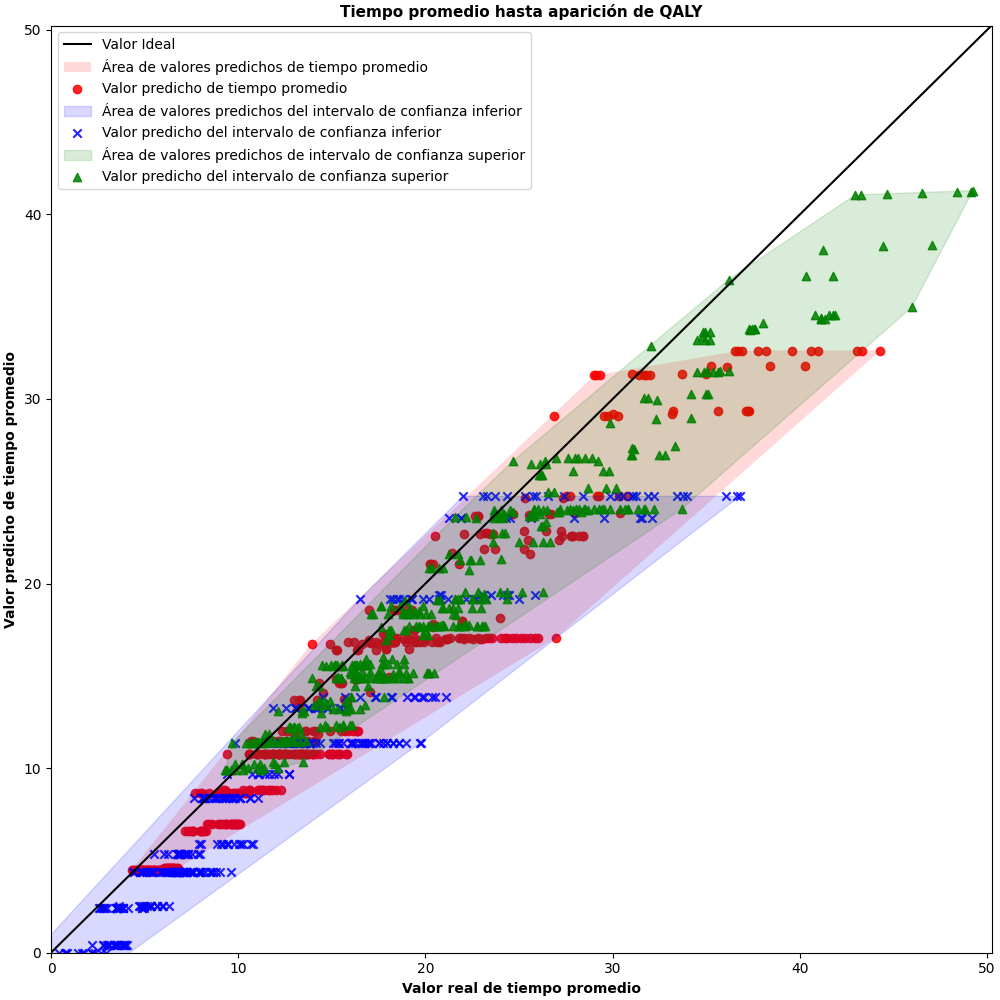 Tiempo promedio hasta aparición de QALY
50
40
30
20
10
0
Valor Ideal
Área de valores predichos de tiempo promedio
Valor predicho de tiempo promedio
Área de valores predichos del intervalo de confianza inferior
Valor predicho del intervalo de confianza inferior
Área de valores predichos de intervalo de confianza superior
Valor predicho del intervalo de confianza superior
Valor predicho de tiempo promedio
0 10 20 30 40 50
Valor real de tiempo promedio